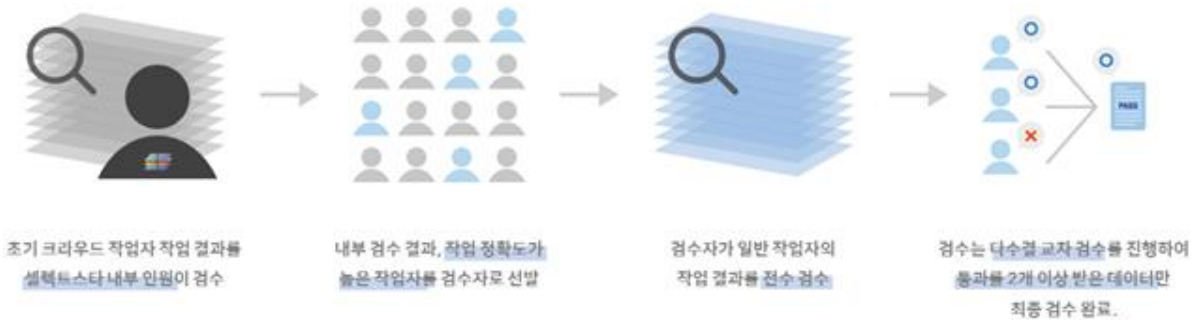 PASS
초기 크라우드 작업자 작업 결과를
셀렉트스타 내부 인원이 검수
내부 검수 결과, 작업 정확도가
높은 작업자를 검수자로 선발
검수자가 일반 작업자의
작업 결과를 전수 검수
검수는 다수결 교차 검수를 진행하여
통과를 2개 이상 받은 데이터만
최종 검수 완료.